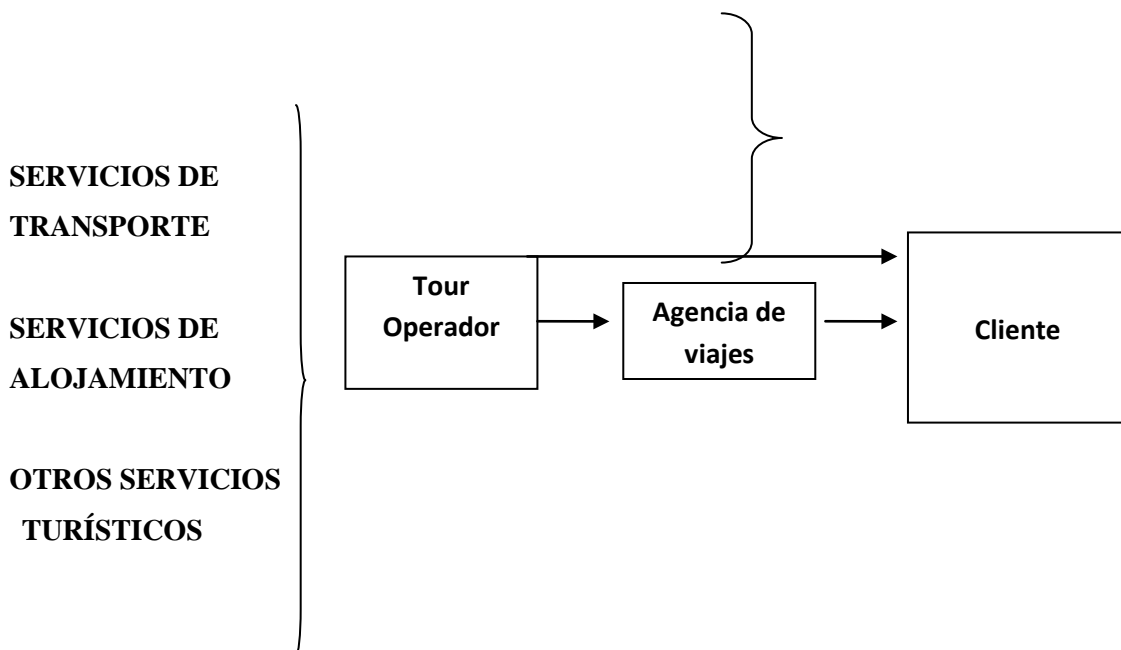 SERVICIOS DE
TRANSPORTE
SERVICIOS DE
ALOJAMIENTO
OTROS SERVICIOS
TURÍSTICOS
Tour
Operador
Agencia de
viajes
Cliente